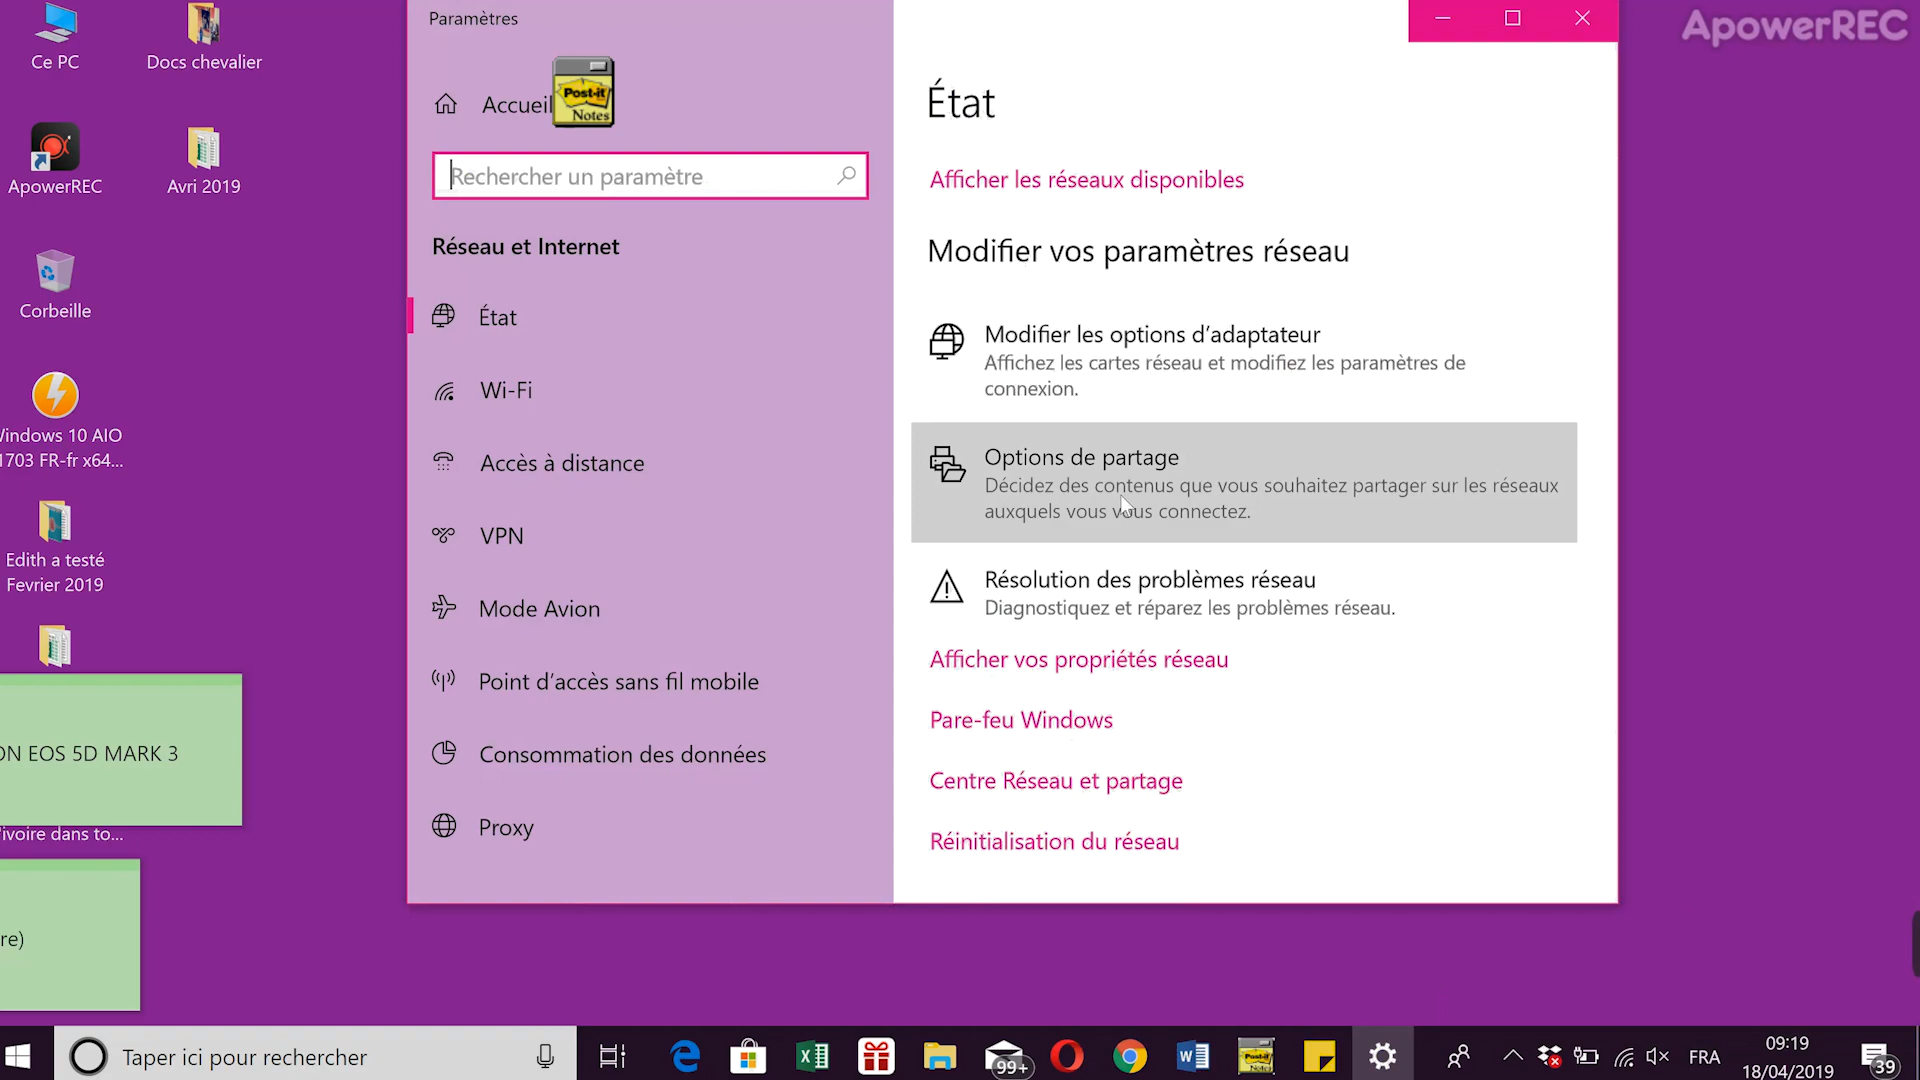 Ce PC
Docs chevalier
ApowerREC
Avri 2019
Corbeille
Windows 10 AIO
1703 FR-fr x64...
Edith a testé
Fevrier 2019
ON EOS 5D MARK 3
'ivoire dans to...
re)
Paramètres
Accueil
Post-it
Notes
Rechercher un paramètre
Réseau et Internet
État
Wi-Fi
Accès à distance
VPN
Mode Avion
Point d'accès sans fil mobile
Consommation des données
Proxy
État
Afficher les réseaux disponibles
Modifier vos paramètres réseau
Modifier les options d'adaptateur
Affichez les cartes réseau et modifiez les paramètres de
connexion.
Options de partage
Décidez des contenus que vous souhaitez partager sur les réseaux
auxquels vous vous connectez.
Résolution des problèmes réseau
Diagnostiquez et réparez les problèmes réseau.
Afficher vos propriétés réseau
Pare-feu Windows
Centre Réseau et partage
Réinitialisation du réseau
ApowerREC
Taper ici pour rechercher
99+
Post-it
Notes
FRA
09:19
18/04/2019
39